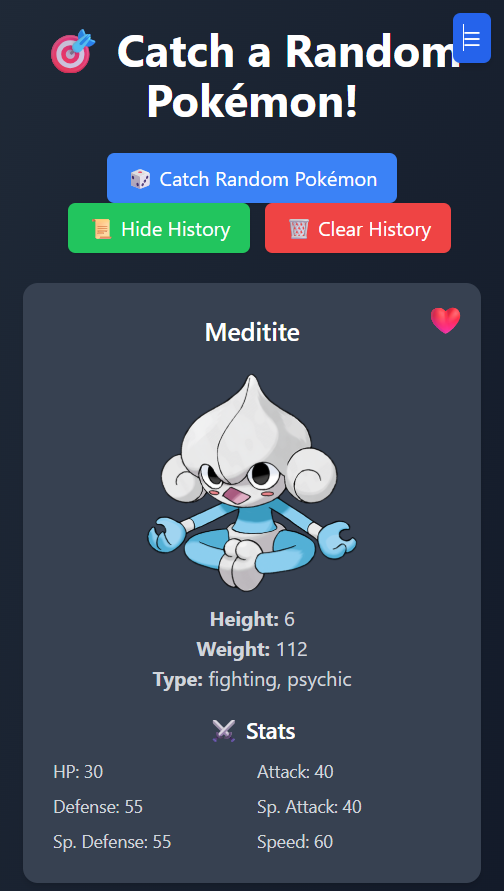 Catch a Random
Pokémon!
Catch Random Pokémon
Hide History
Clear History
Meditite
Height: 6
Weight: 112
Type: fighting, psychic
Stats
HP: 30
Attack: 40
Defense: 55
Sp. Attack: 40
Sp. Defense: 55
Speed: 60